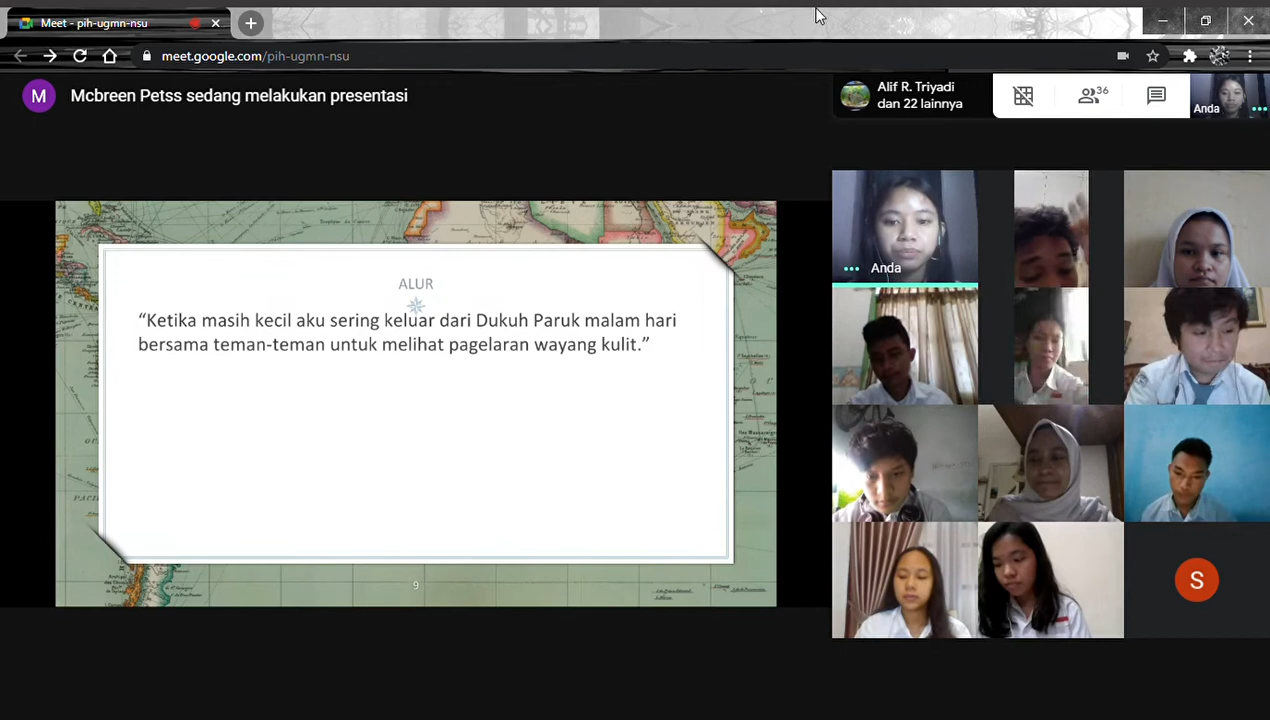 Meet - pih-ugmn-nsu
meet.google.com/pih-ugmn-nsu
M
Mcbreen Petss sedang melakukan presentasi
Alif R. Triyadi
dan 22 lainnya
36
Anda
ALUR
“Ketika masih kecil aku sering keluar dari Dukuh Paruk malam hari
bersama teman-teman untuk melihat pagelaran wayang kulit.”
9
Anda
S